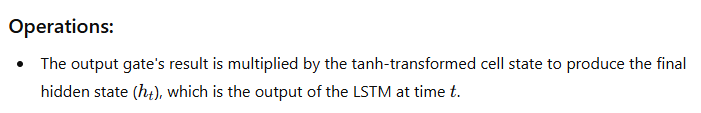 Operations:
• The output gate's result is multiplied by the tanh-transformed cell state to produce the final
hidden state (hₜ), which is the output of the LSTM at time t.